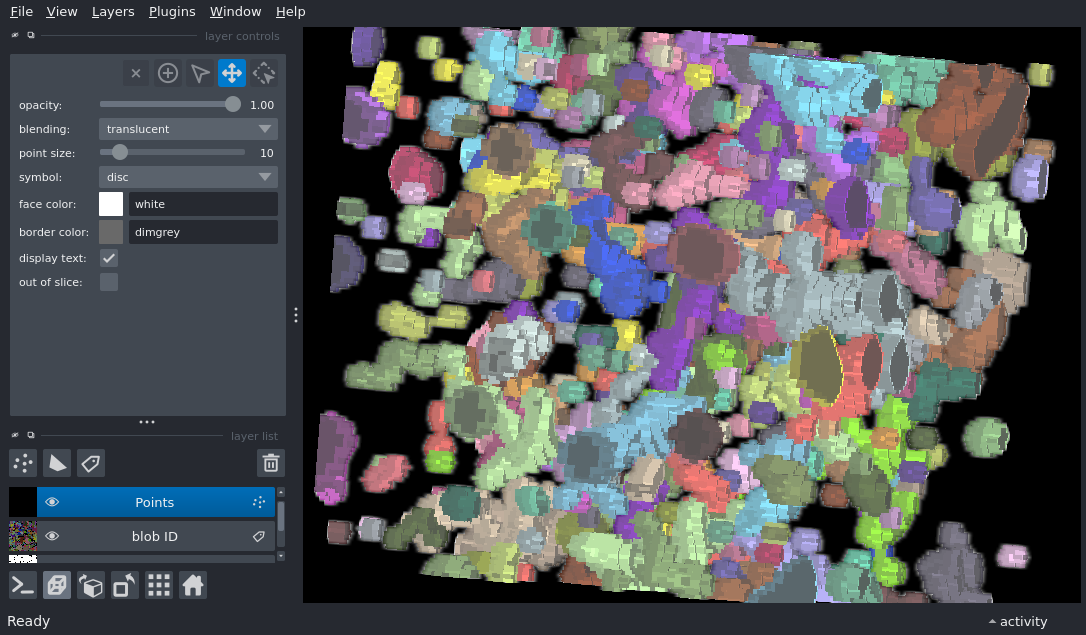 File View Layers Plugins Window Help
layer controls
opacity: 1.00
blending: translucent
point size: 10
symbol: disc
face color: white
border color: dimgrey
display text:
out of slice:
layer list
Points
blob ID
Ready
activity